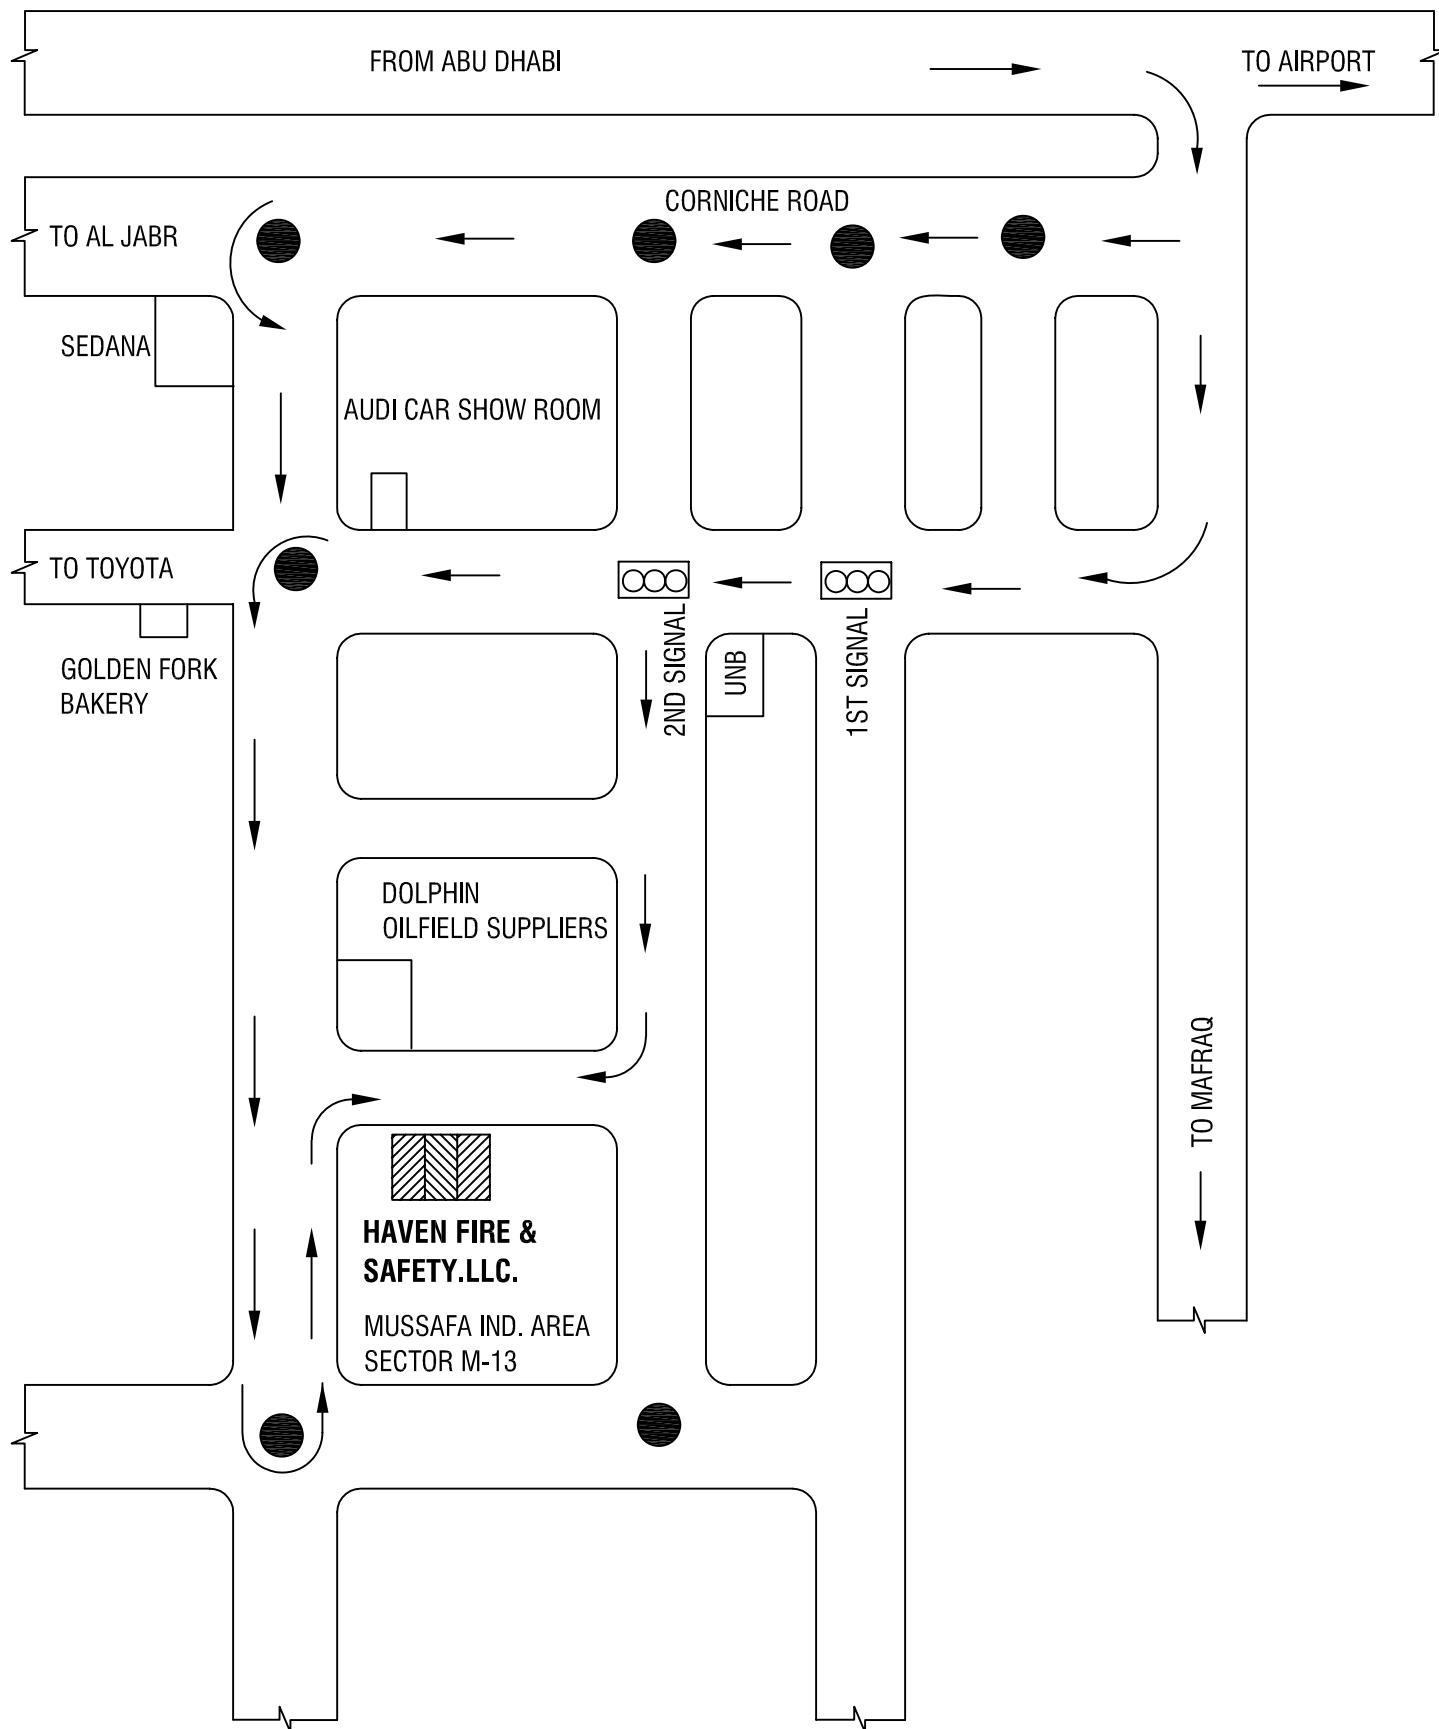 FROM ABU DHABI
TO AIRPORT
CORNICHE ROAD
TO AL JABR
SEDANA
AUDI CAR SHOW ROOM
TO TOYOTA
GOLDEN FORK
BAKERY
2ND SIGNAL
UNB
1ST SIGNAL
DOLPHIN
OILFIELD SUPPLIERS
TO MAFRAQ
HAVEN FIRE &
SAFETY.LLC.
MUSSAFA IND. AREA
SECTOR M-13